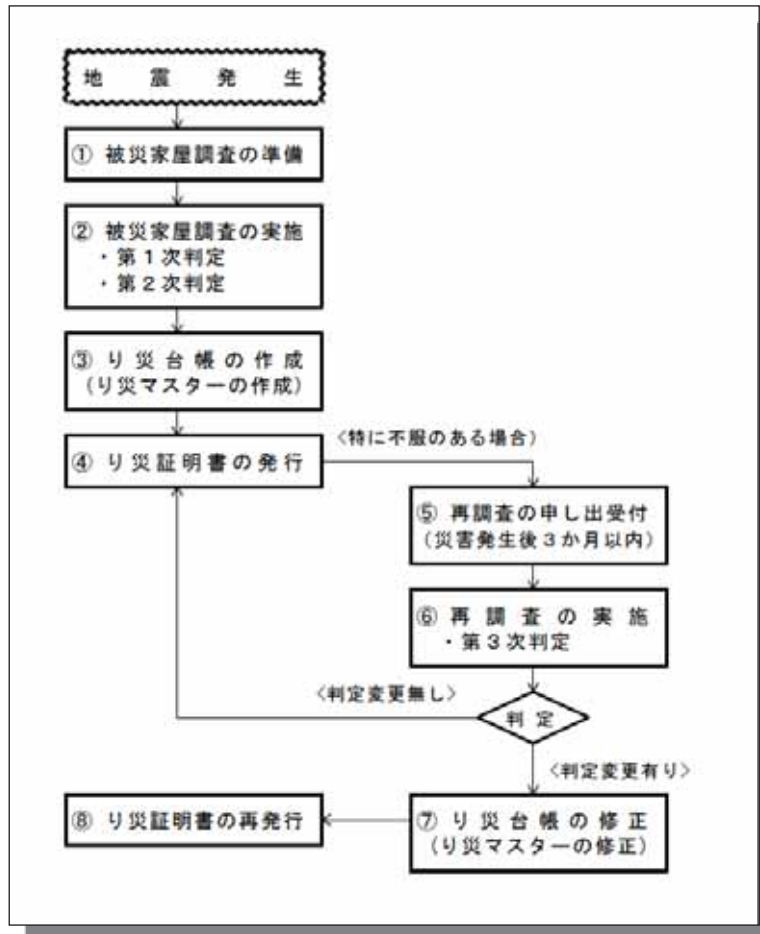 地震発生
① 被災家屋調査の準備
② 被災家屋調査の実施
・第１次判定
・第２次判定
③ り災台帳の作成
(り災マスターの作成)
④ り災証明書の発行
<特に不服のある場合>
⑤ 再調査の申し出受付
(災害発生後３か月以内)
⑥ 再調査の実施
・第３次判定
<判定変更無し>
判定
<判定変更有り>
⑧ り災証明書の再発行
⑦ り災台帳の修正
(り災マスターの修正)